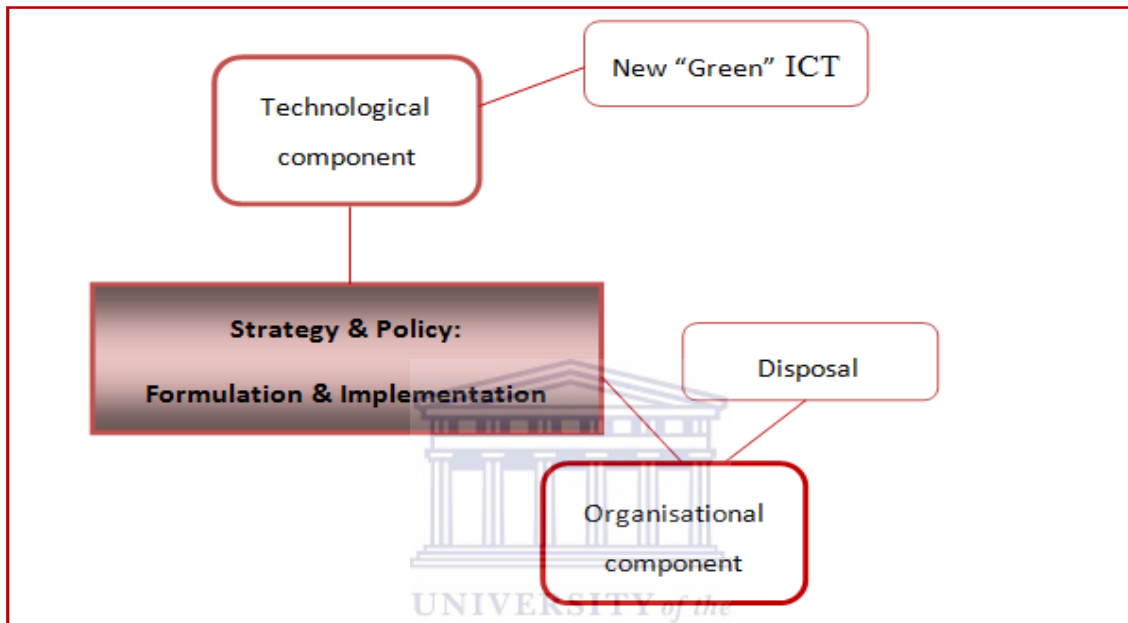 New “Green” ICT
Technological
component
Strategy & Policy:
Formulation & Implementation
Disposal
Organisational
component
UNIVERSITY of the